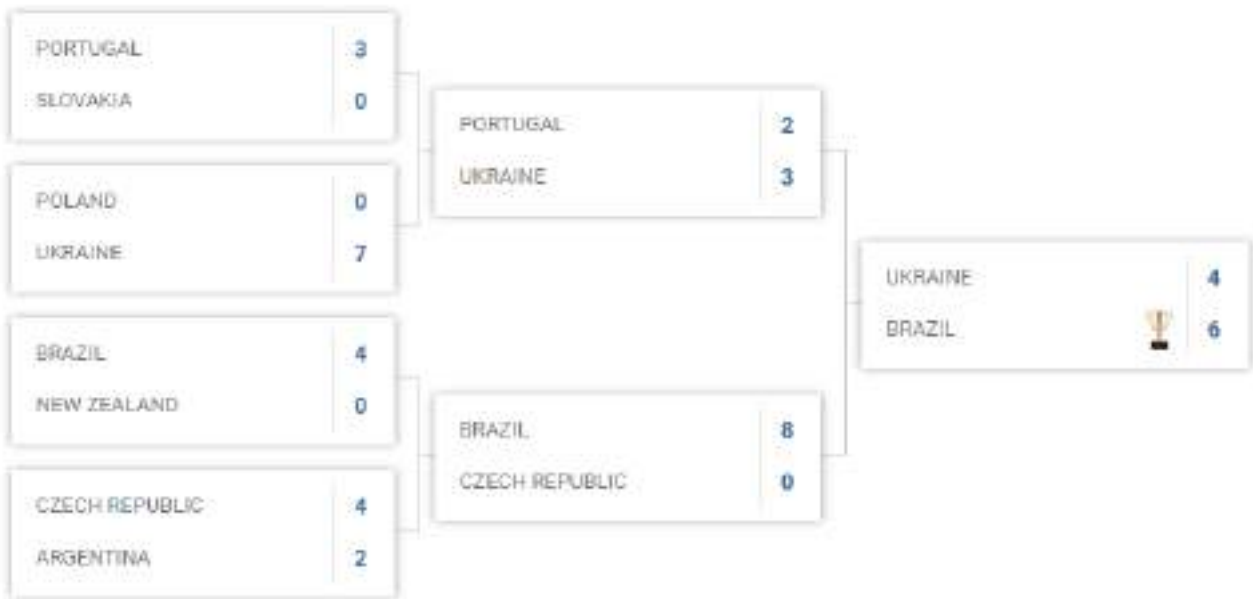 PORTUGAL 3
SLOVAKIA 0
POLAND 0
UKRAINE 7
BRAZIL 4
NEW ZEALAND 0
CZECH REPUBLIC 4
ARGENTINA 2
PORTUGAL 2
UKRAINE 3
BRAZIL 8
CZECH REPUBLIC 0
UKRAINE 4
BRAZIL 6